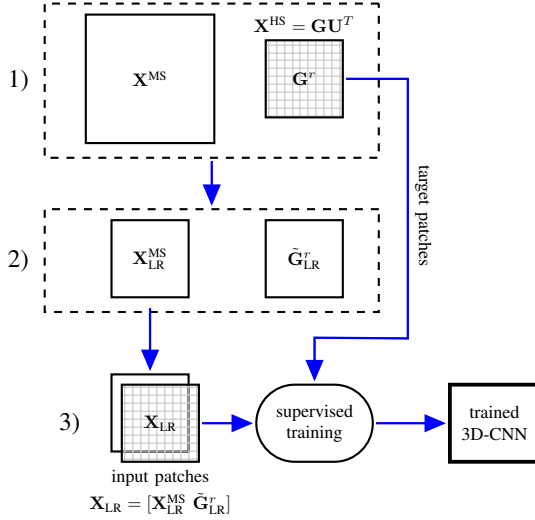 X^HS = GU^T
1)
X^MS
G^r
target patches
2)
X^MS_LR
G̃^r_LR
3)
X_LR
supervised
training
trained
3D-CNN
input patches
X_LR = [X^MS_LR G̃^r_LR]